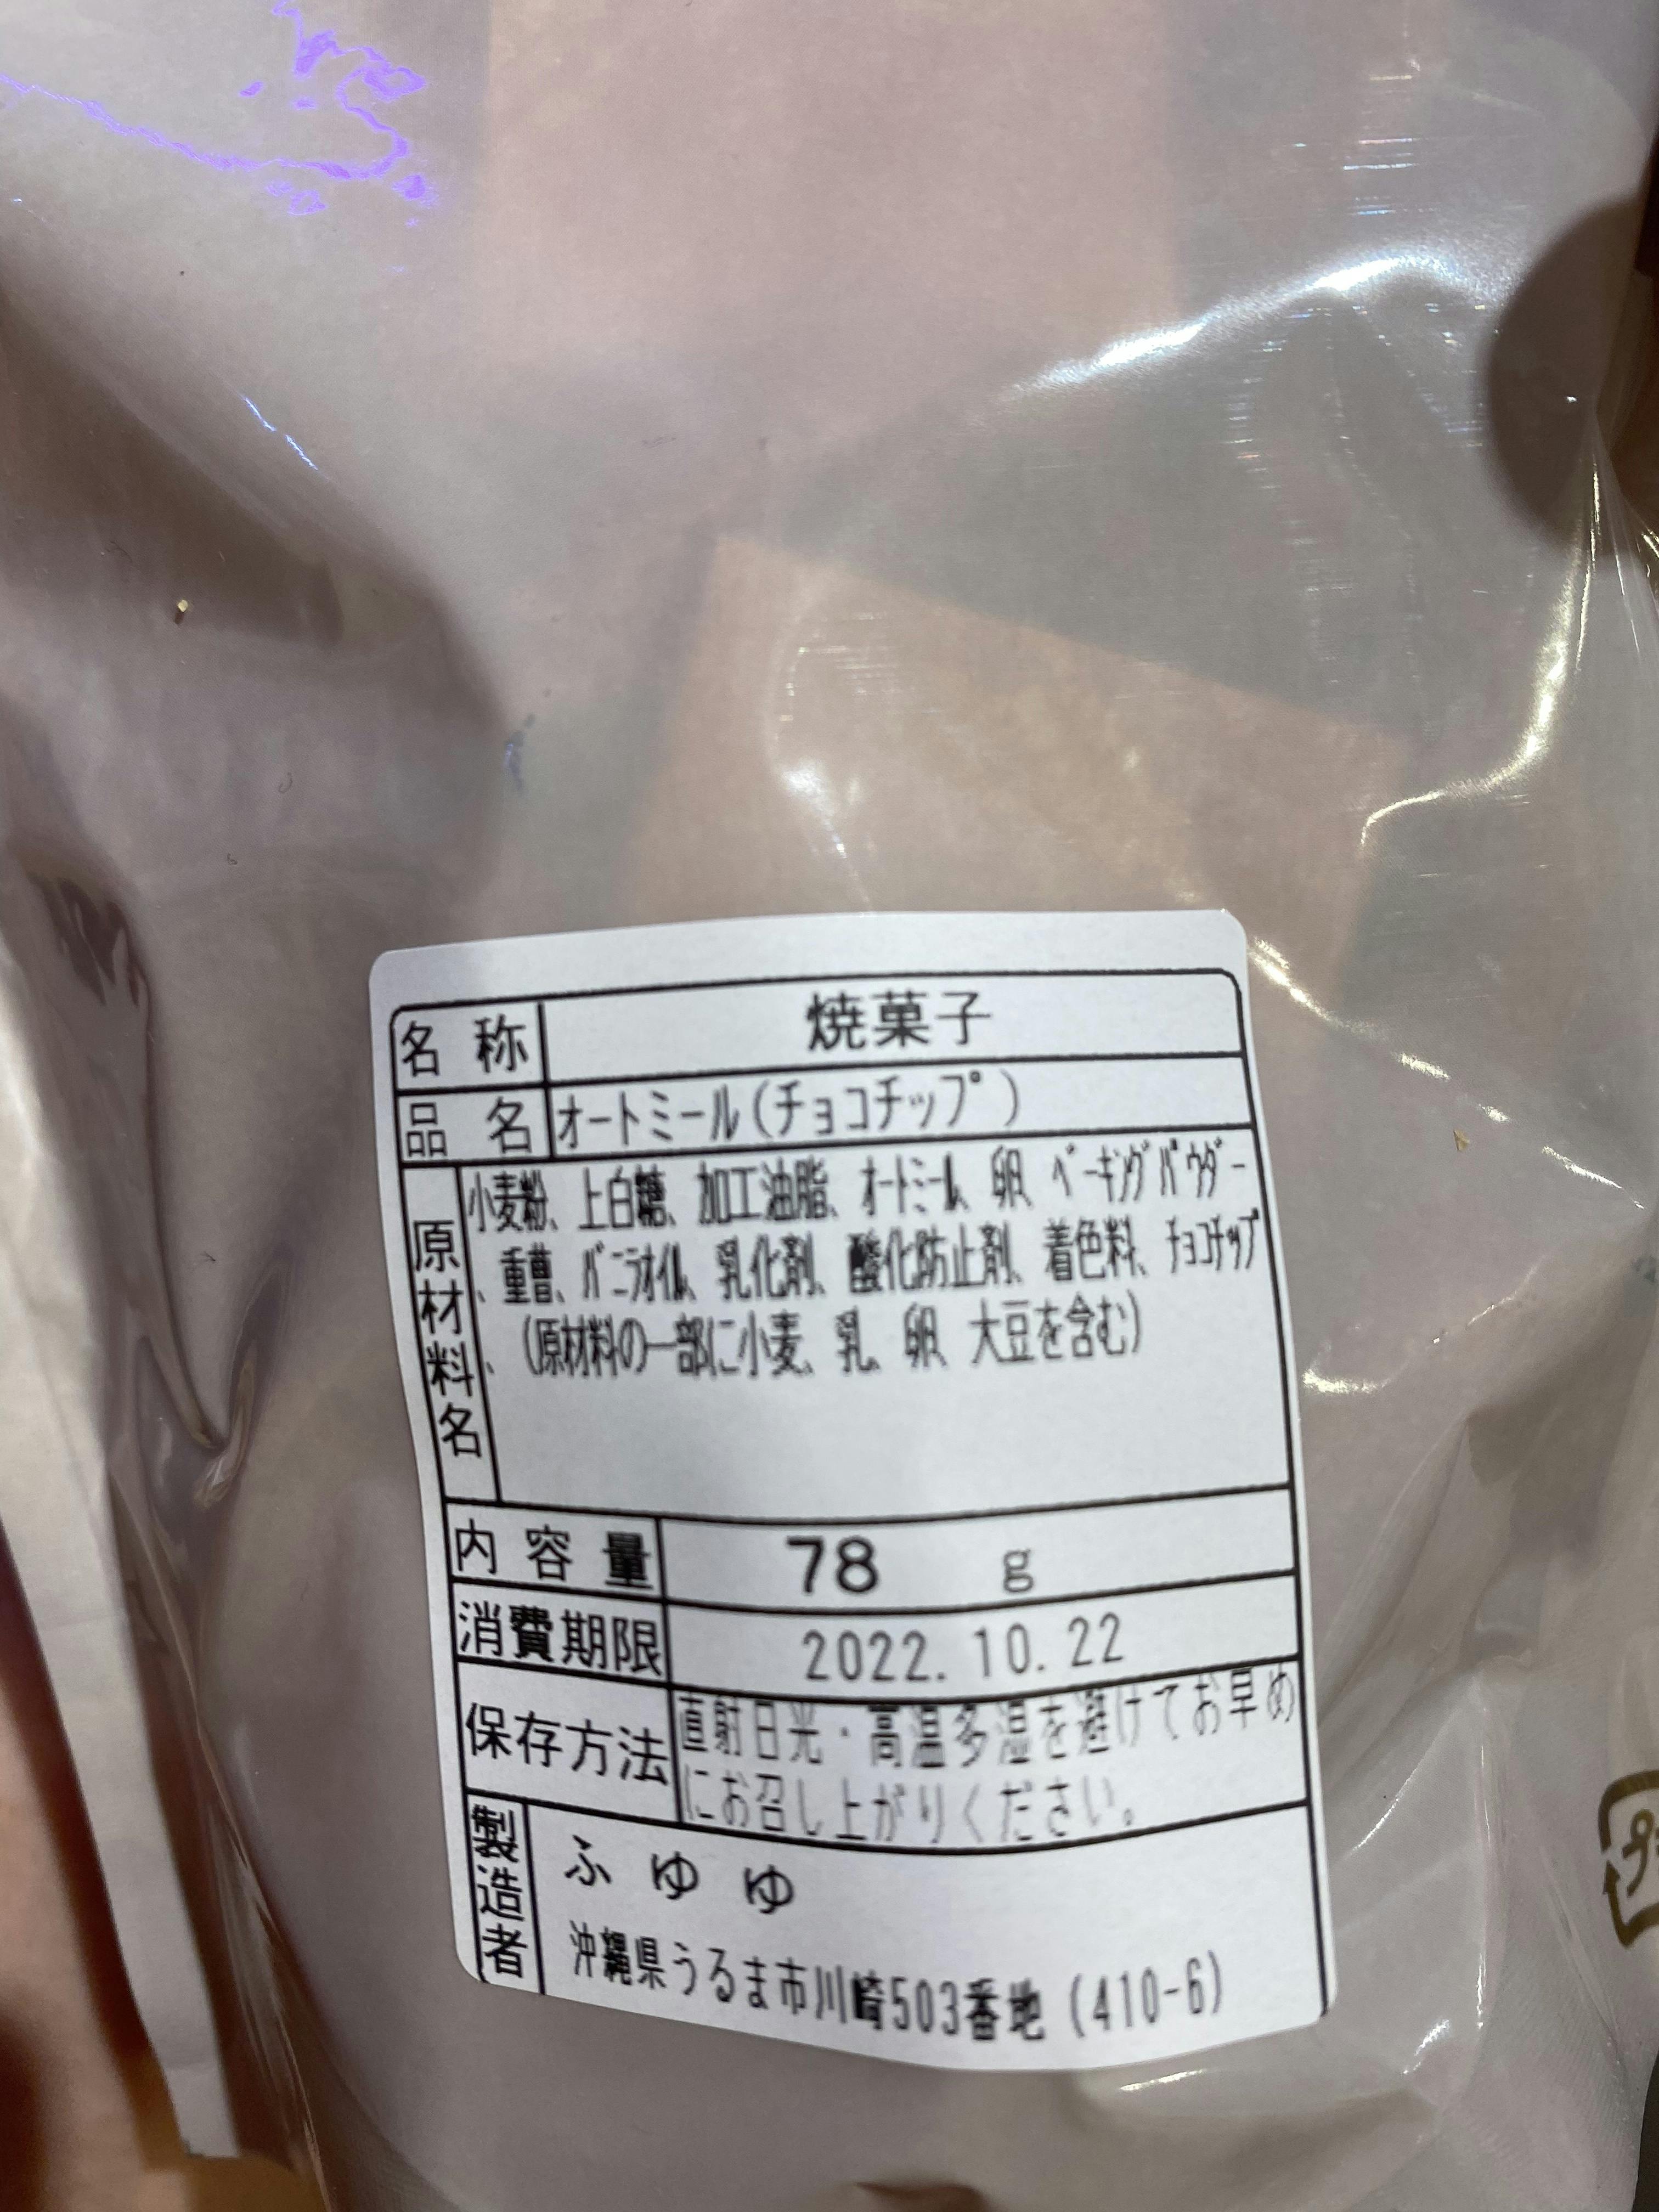 名称 焼菓子
品名 オートミール(チョコチップ)
原材料名 小麦粉、上白糖、加工油脂、オートミール、卵、ベーキングパウダー
、重曹、バニラオイル、乳化剤、酸化防止剤、着色料、チョコチップ
、(原材料の一部に小麦、乳、卵、大豆を含む)
内容量 78 g
消費期限 2022.10.22
保存方法 直射日光・高温多湿を避けてお早め
にお召し上がりください。
製造者 ふゆゆ
沖縄県うるま市川崎503番地(410-6)
プ